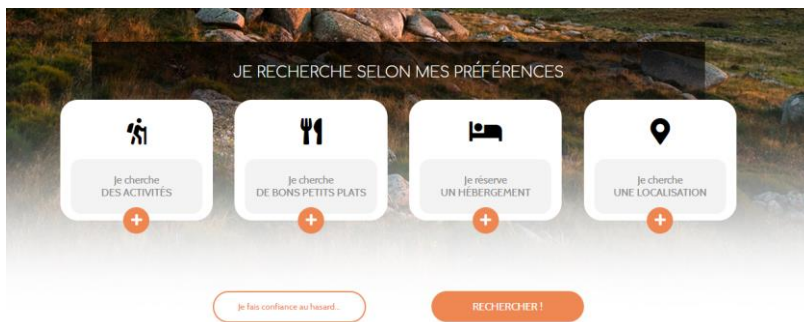 JE RECHERCHE SELON MES PRÉFÉRENCES
Je cherche
DES ACTIVITÉS
Je cherche
DE BONS PETITS PLATS
Je réserve
UN HÉBERGEMENT
Je cherche
UNE LOCALISATION
Je fais confiance au hasard...
RECHERCHER !